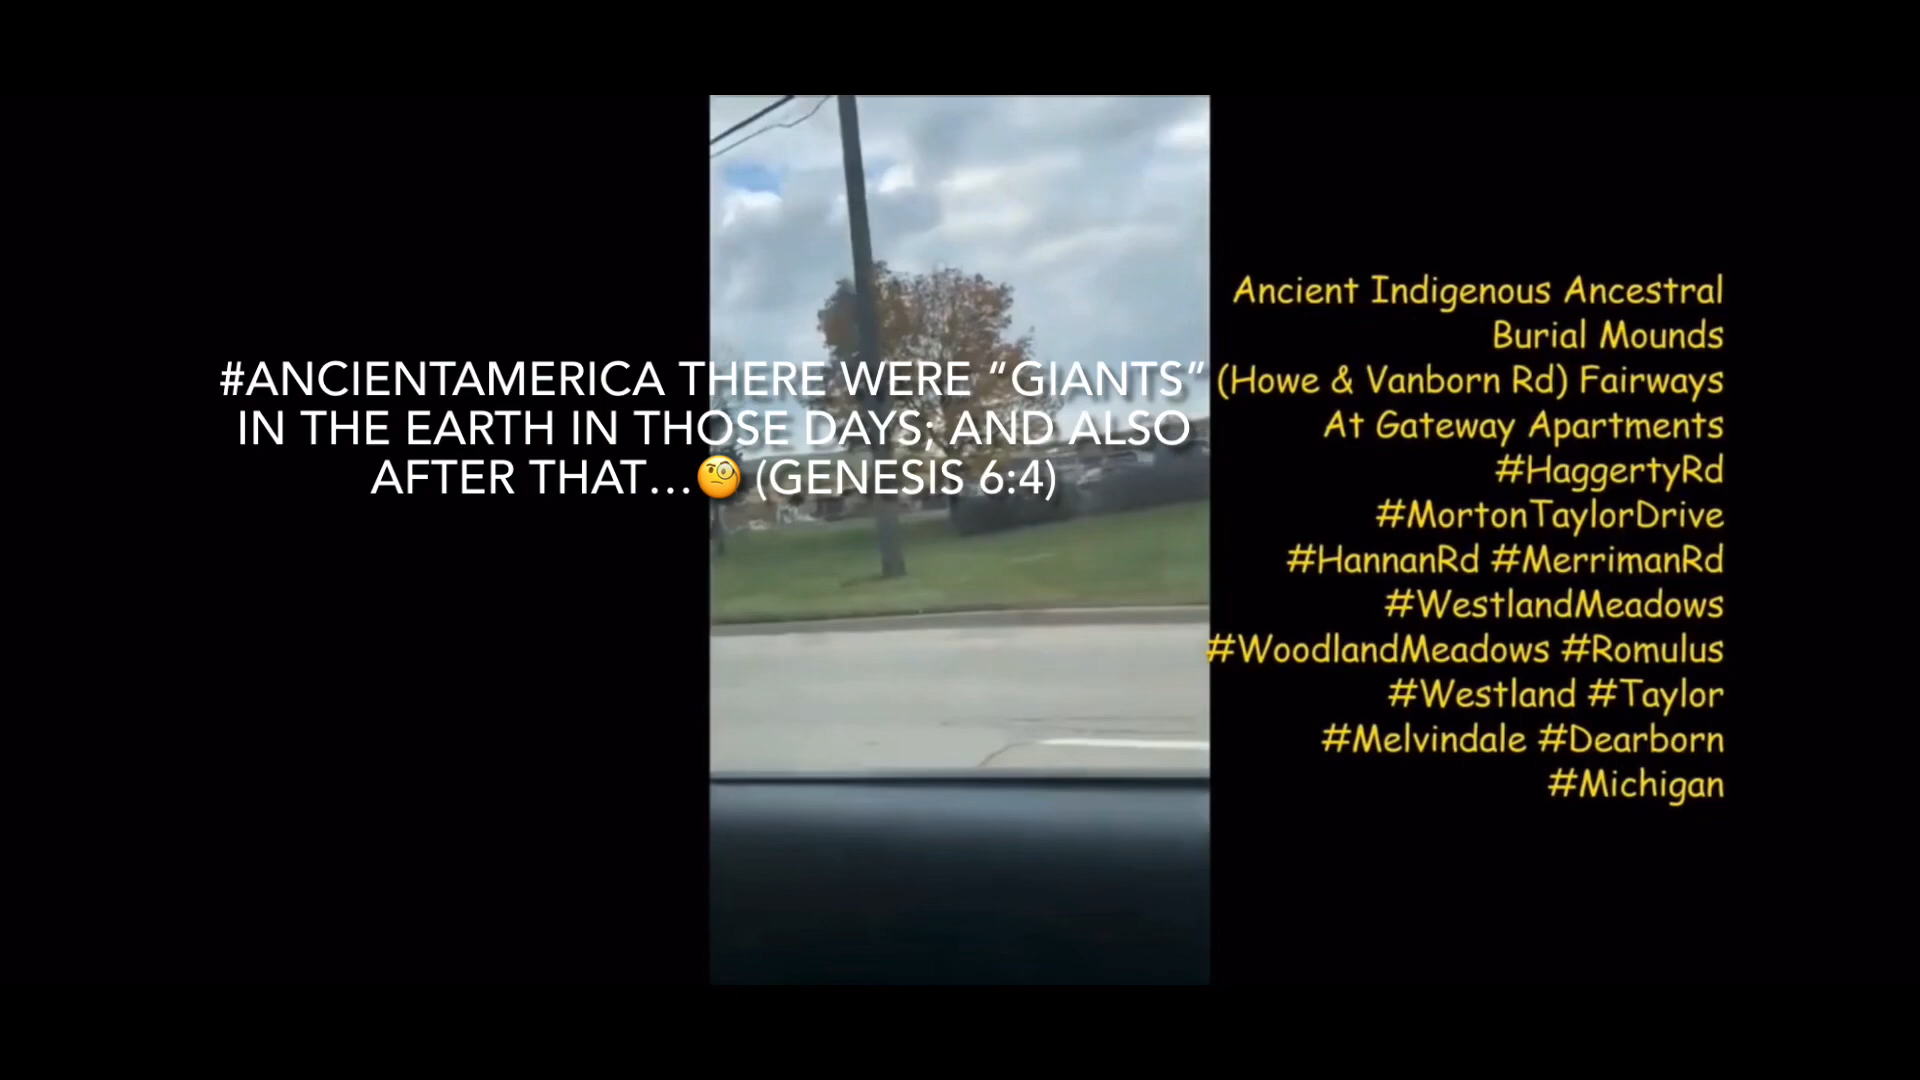 #ANCIENTAMERICA THERE WERE “GIANTS”
IN THE EARTH IN THOSE DAYS; AND ALSO
AFTER THAT...🧐 (GENESIS 6:4)
Ancient Indigenous Ancestral
Burial Mounds
(Howe & Vanborn Rd) Fairways
At Gateway Apartments
#HaggertyRd
#MortonTaylorDrive
#HannanRd #MerrimanRd
#WestlandMeadows
#WoodlandMeadows #Romulus
#Westland #Taylor
#Melvindale #Dearborn
#Michigan